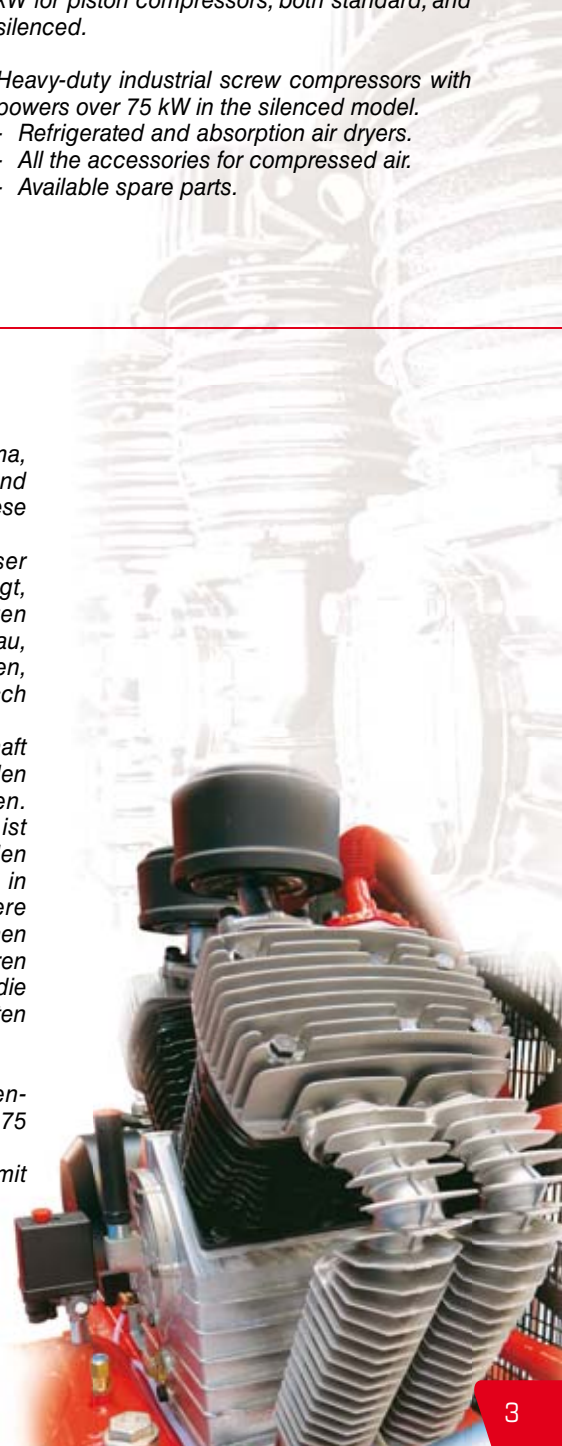 kW for piston compressors, both standard, and
silenced.
Heavy-duty industrial screw compressors with
powers over 75 kW in the silenced model.
- Refrigerated and absorption air dryers.
- All the accessories for compressed air.
- Available spare parts.
na,
nd
ese
ser
gt,
en
au,
en,
ch
aft
en
en.
ist
en
in
ere
en
ren
die
ten
en-
75
mit
3